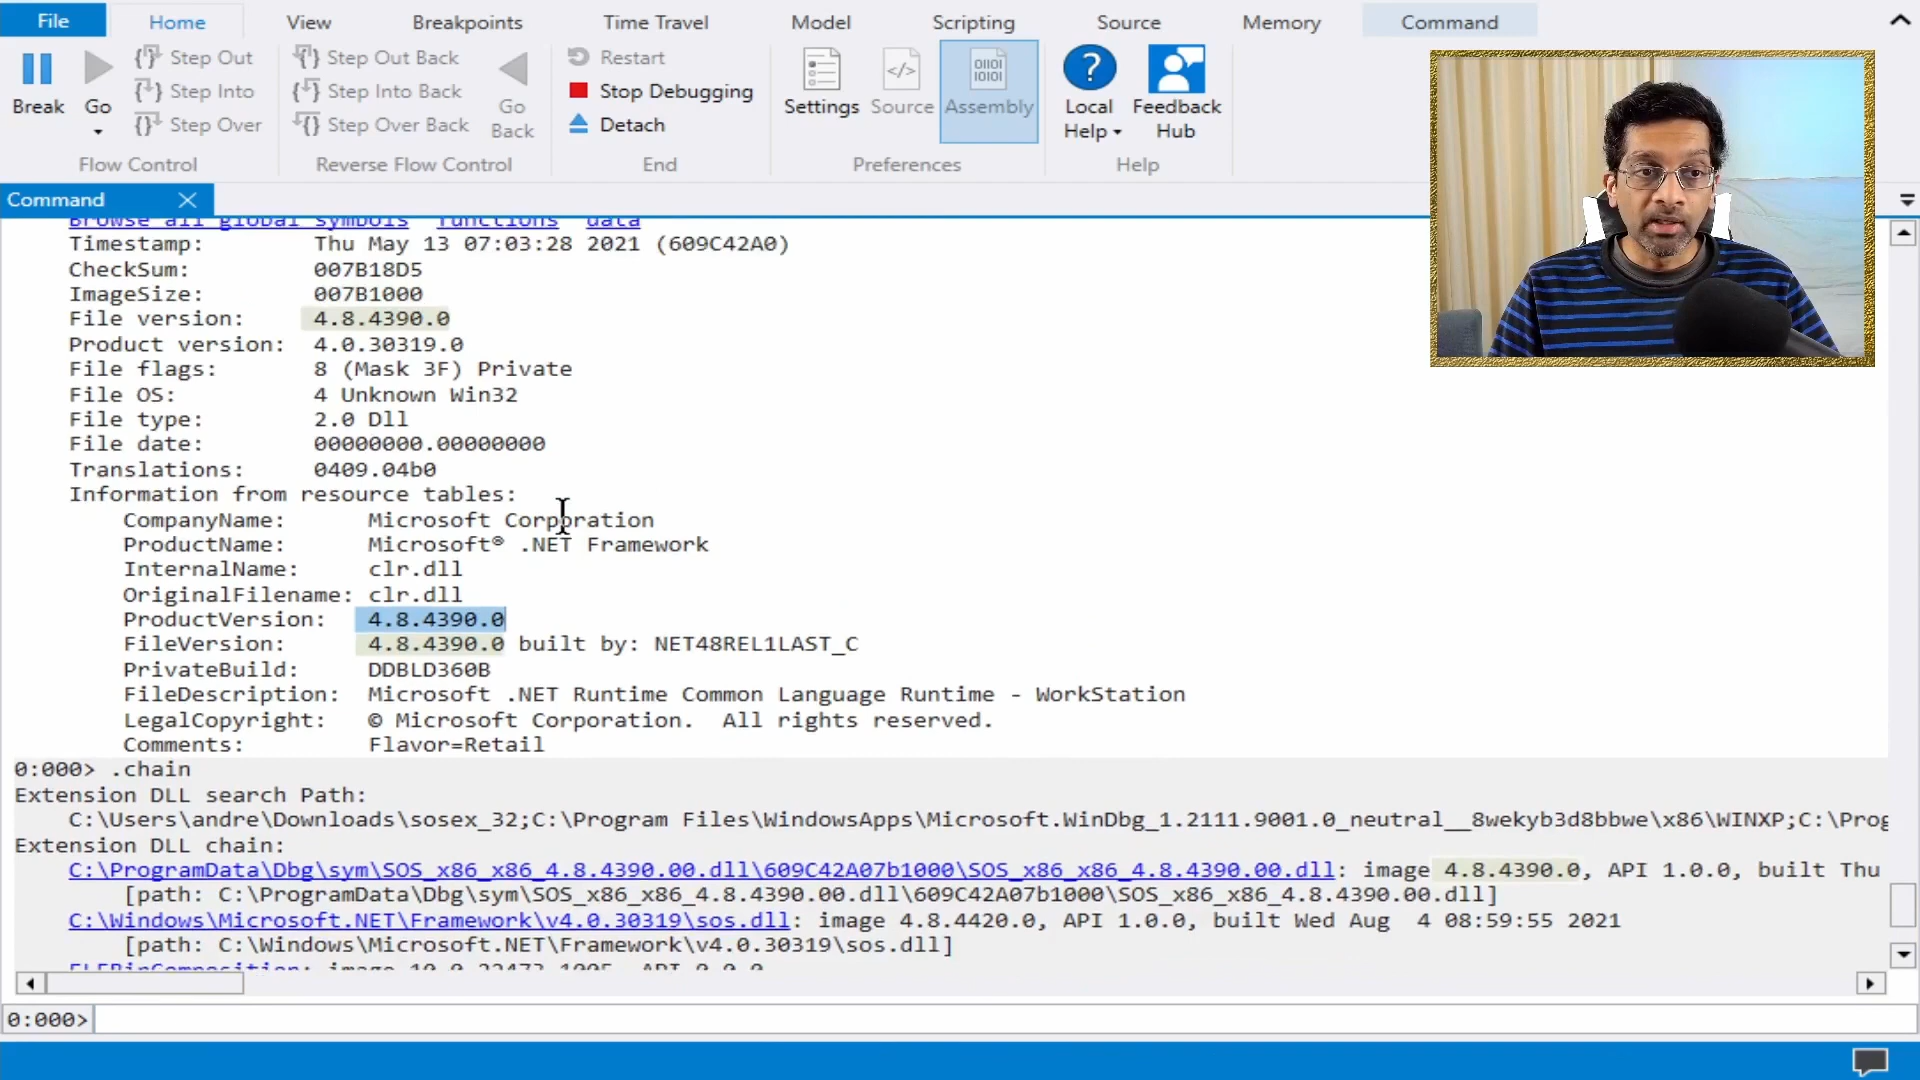 File Home View Breakpoints Time Travel Model Scripting Source Memory Command
Step Out Step Out Back Restart
Step Into Step Into Back Stop Debugging
Break Go Go Back Settings Source Assembly Local Help Feedback Hub
Step Over Step Over Back Detach
Flow Control Reverse Flow Control End Preferences Help
Command
Browse all global symbols functions data
Timestamp: Thu May 13 07:03:28 2021 (609C42A0)
CheckSum: 007B18D5
ImageSize: 007B1000
File version: 4.8.4390.0
Product version: 4.0.30319.0
File flags: 8 (Mask 3F) Private
File OS: 4 Unknown Win32
File type: 2.0 Dll
File date: 00000000.00000000
Translations: 0409.04b0
Information from resource tables:
CompanyName: Microsoft Corporation
ProductName: Microsoft® .NET Framework
InternalName: clr.dll
OriginalFilename: clr.dll
ProductVersion: 4.8.4390.0
FileVersion: 4.8.4390.0 built by: NET48REL1LAST_C
PrivateBuild: DDBLD360B
FileDescription: Microsoft .NET Runtime Common Language Runtime - WorkStation
LegalCopyright: © Microsoft Corporation. All rights reserved.
Comments: Flavor=Retail
0:000> .chain
Extension DLL search Path:
C:\Users\andre\Downloads\sosex_32;C:\Program Files\WindowsApps\Microsoft.WinDbg_1.2111.9001.0_neutral__8wekyb3d8bbwe\x86\WINXP;C:\Prog
Extension DLL chain:
C:\ProgramData\Dbg\sym\SOS_x86_x86_4.8.4390.00.dll\609C42A07b1000\SOS_x86_x86_4.8.4390.00.dll: image 4.8.4390.0, API 1.0.0, built Thu
[path: C:\ProgramData\Dbg\sym\SOS_x86_x86_4.8.4390.00.dll\609C42A07b1000\SOS_x86_x86_4.8.4390.00.dll]
C:\Windows\Microsoft.NET\Framework\v4.0.30319\sos.dll: image 4.8.4420.0, API 1.0.0, built Wed Aug 4 08:59:55 2021
[path: C:\Windows\Microsoft.NET\Framework\v4.0.30319\sos.dll]
0:000>